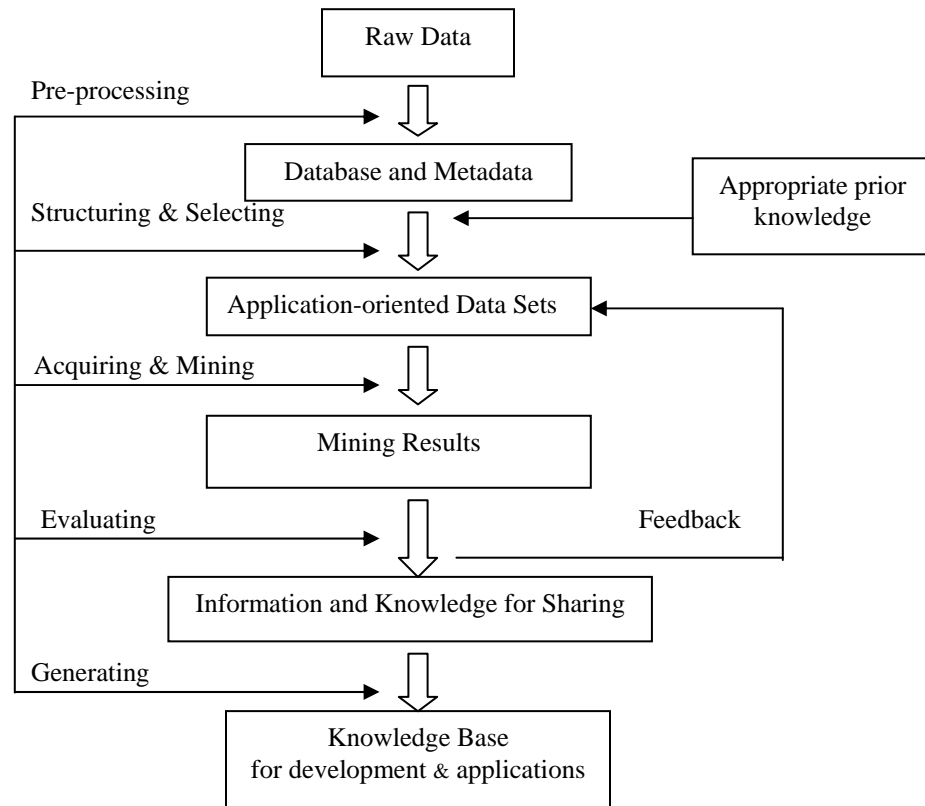 Raw Data
Pre-processing
Database and Metadata
Appropriate prior
knowledge
Structuring & Selecting
Application-oriented Data Sets
Acquiring & Mining
Mining Results
Evaluating
Feedback
Information and Knowledge for Sharing
Generating
Knowledge Base
for development & applications